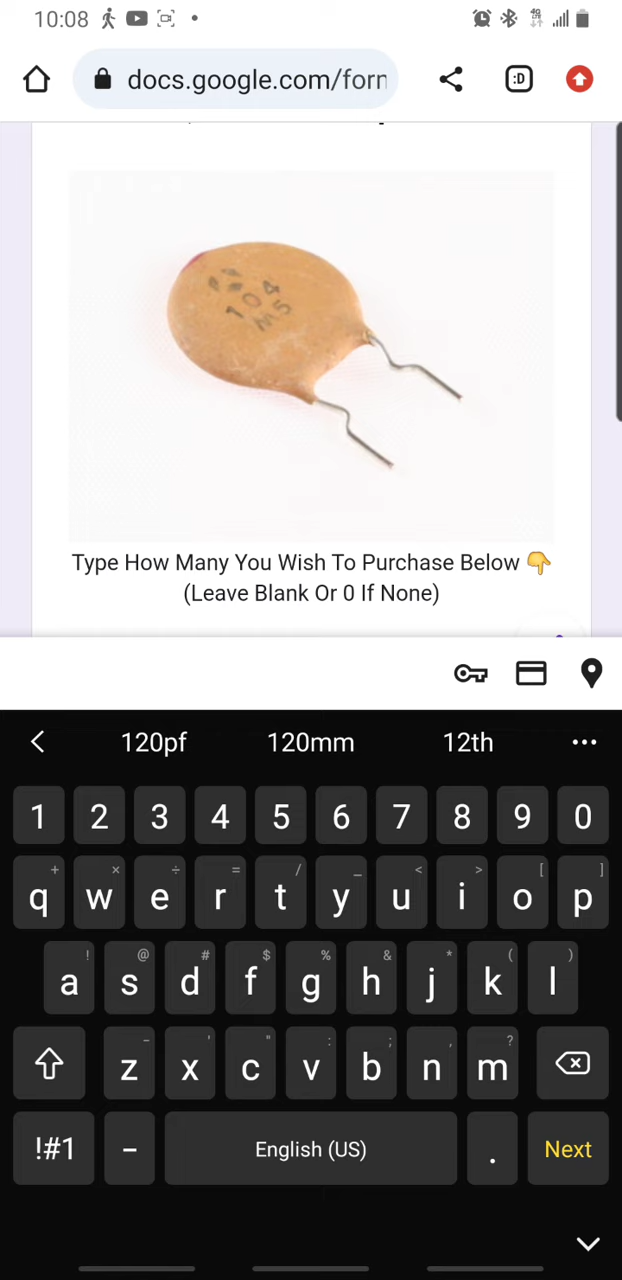 10:08
docs.google.com/forn
104
M5
Type How Many You Wish To Purchase Below 👇
(Leave Blank Or 0 If None)
120pf 120mm 12th
1 2 3 4 5 6 7 8 9 0
+ × ÷ = / _ < > [ ]
q w e r t y u i o p
! @ # $ % & * ( )
a s d f g h j k l
- ' " : ; , ?
z x c v b n m
!#1 - English (US) . Next